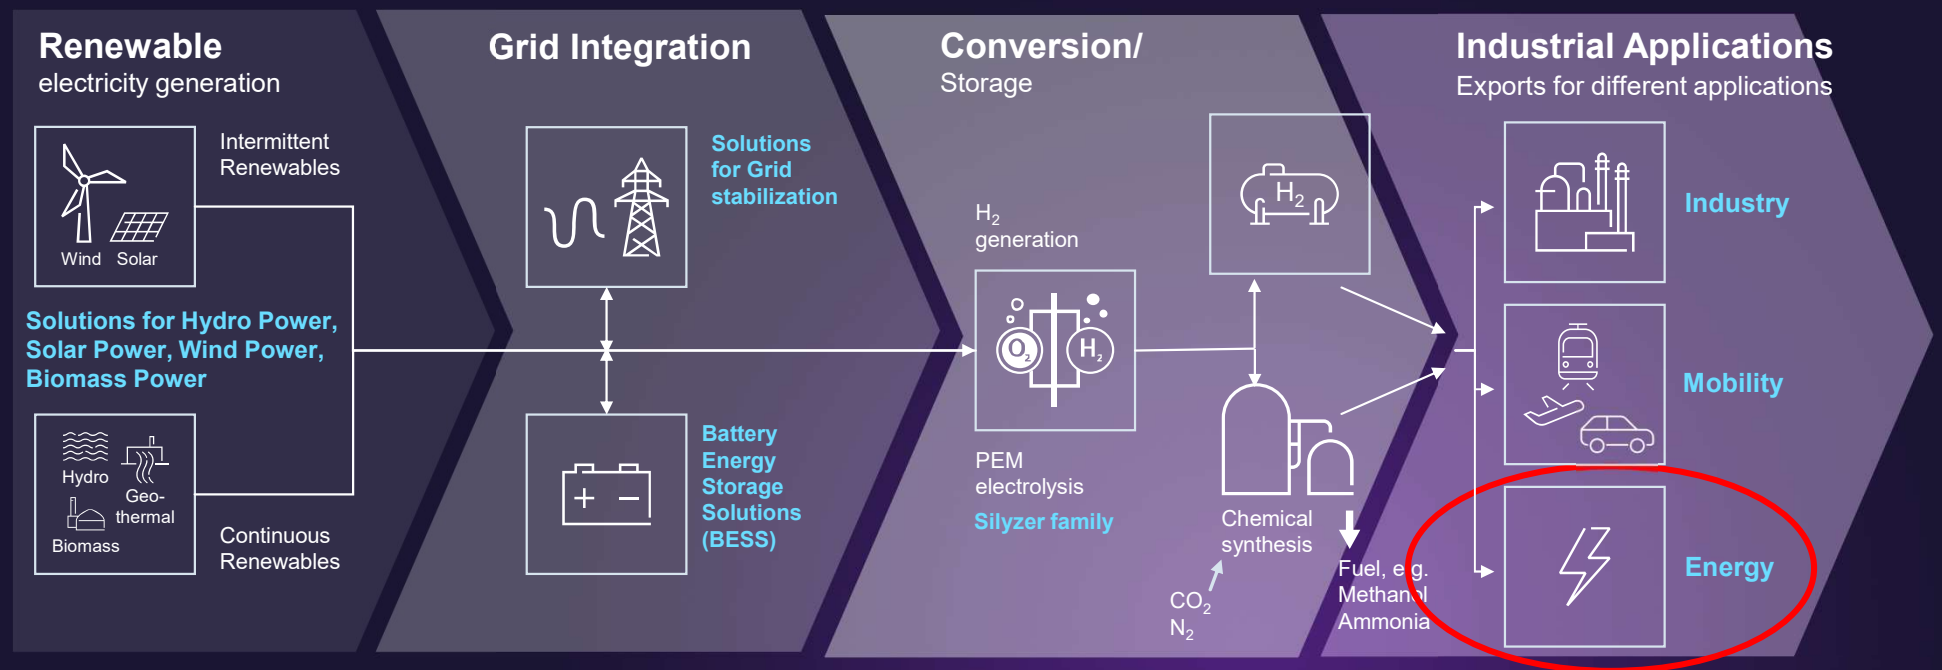 Renewable
electricity generation
Wind Solar
Intermittent
Renewables
Solutions for Hydro Power,
Solar Power, Wind Power,
Biomass Power
Hydro
Geo-
thermal
Biomass
Continuous
Renewables
Grid Integration
Solutions
for Grid
stabilization
Battery
Energy
Storage
Solutions
(BESS)
+ −
Conversion/
Storage
H₂
generation
O₂ H₂
PEM
electrolysis
Silyzer family
H₂
Chemical
synthesis
CO₂
N₂
Fuel, e.g.
Methanol
Ammonia
Industrial Applications
Exports for different applications
Industry
Mobility
Energy